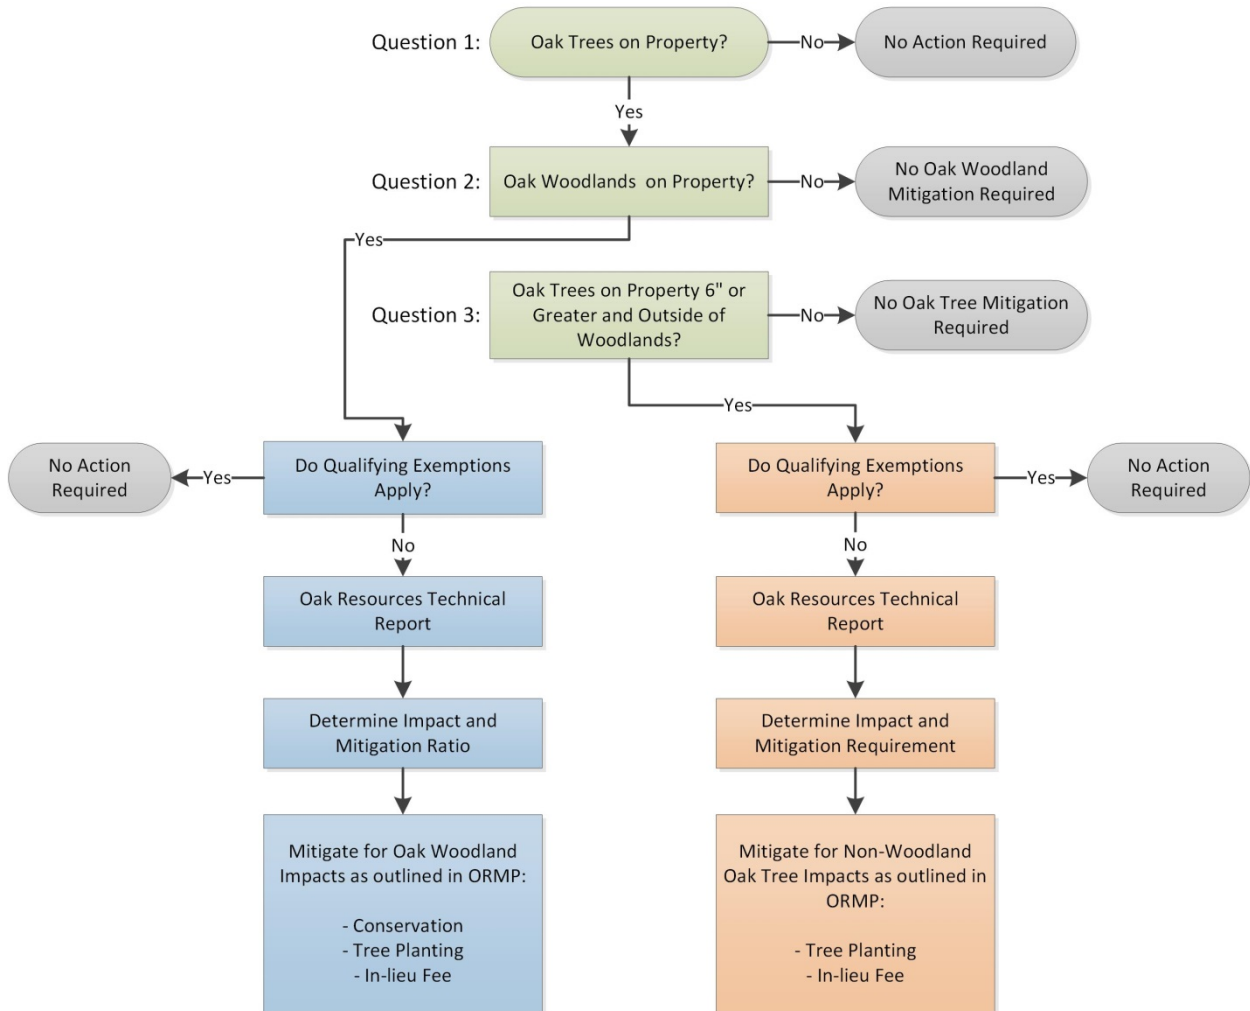 Question 1:
Oak Trees on Property?
No
No Action Required
Yes
Question 2:
Oak Woodlands on Property?
No
No Oak Woodland
Mitigation Required
Yes
Question 3:
Oak Trees on Property 6" or
Greater and Outside of
Woodlands?
No
No Oak Tree Mitigation
Required
Yes
No Action
Required
Yes
Do Qualifying Exemptions
Apply?
Do Qualifying Exemptions
Apply?
Yes
No Action
Required
No
No
Oak Resources Technical
Report
Oak Resources Technical
Report
Determine Impact and
Mitigation Ratio
Determine Impact and
Mitigation Requirement
Mitigate for Oak Woodland
Impacts as outlined in ORMP:
- Conservation
- Tree Planting
- In-lieu Fee
Mitigate for Non-Woodland
Oak Tree Impacts as outlined in
ORMP:
- Tree Planting
- In-lieu Fee